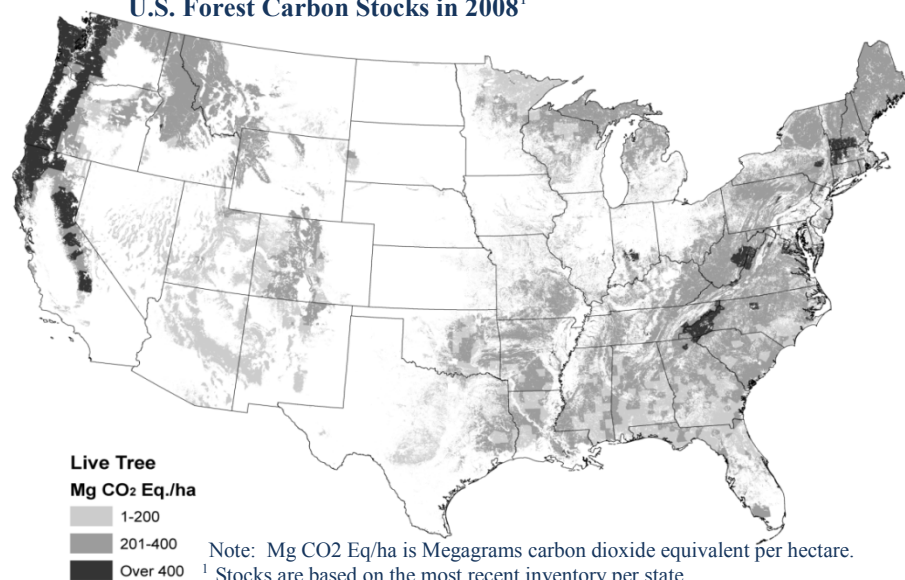 U.S. Forest Carbon Stocks in 2008¹
Live Tree
Mg CO₂ Eq./ha
1-200
201-400
Over 400
Note: Mg CO2 Eq/ha is Megagrams carbon dioxide equivalent per hectare.
¹ Stocks are based on the most recent inventory per state